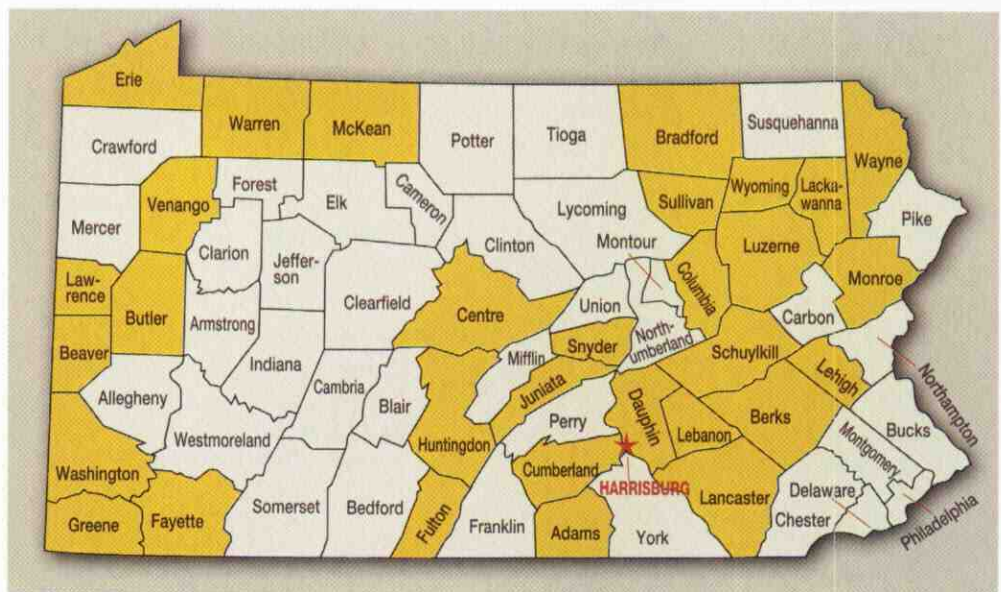 Erie
Warren
McKean
Potter
Tioga
Bradford
Susquehanna
Wayne
Crawford
Forest
Elk
Cameron
Venango
Mercer
Clarion
Jeffer-
son
Clinton
Lycoming
Montour
Sullivan
Wyoming
Lacka-
wanna
Pike
Luzerne
Columbia
Monroe
Law-
rence
Butler
Beaver
Armstrong
Clearfield
Centre
Union
North-
umberland
Carbon
Northampton
Indiana
Allegheny
Cambria
Blair
Mifflin
Snyder
Juniata
Schuylkill
Lehigh
Westmoreland
Huntingdon
Perry
Dauphin
Lebanon
Berks
Bucks
Montgomery
Washington
Cumberland
HARRISBURG
Lancaster
Delaware
Chester
Philadelphia
Greene
Fayette
Somerset
Bedford
Fulton
Franklin
Adams
York